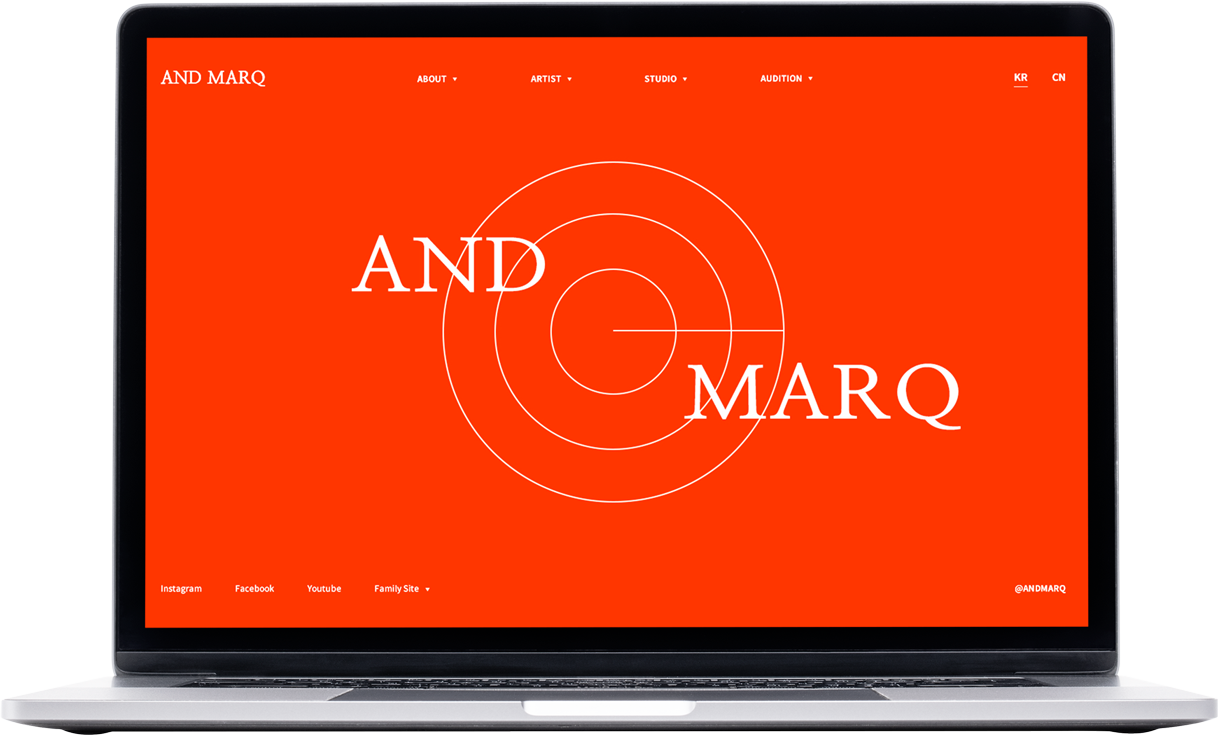 AND MARQ ABOUT ARTIST STUDIO AUDITION KR CN
AND
MARQ
Instagram Facebook Youtube Family Site @ANDMARQ